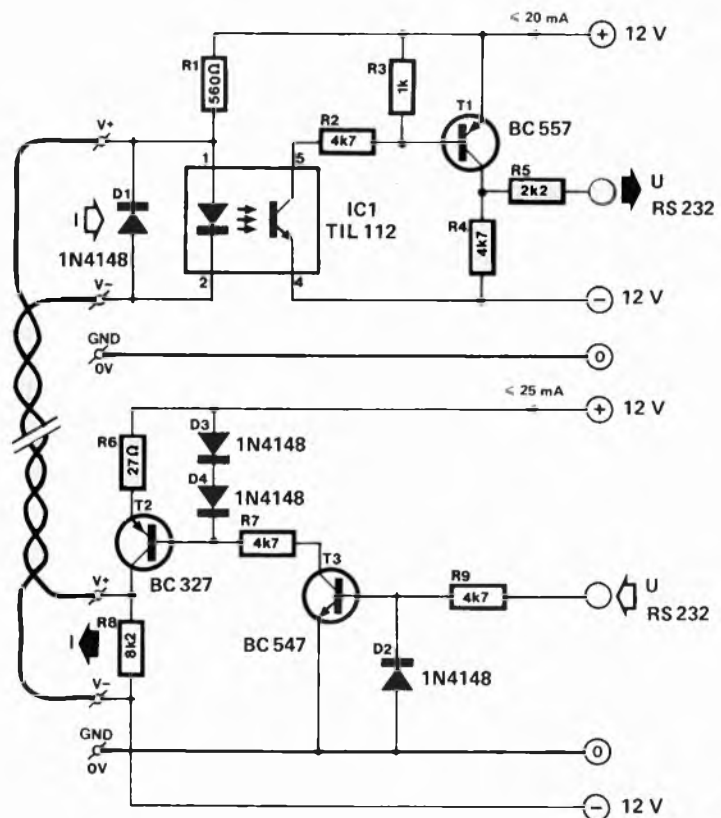 ≤ 20 mA
+ 12 V
R1
560Ω
R3
1k
T1
BC 557
R2
4k7
V+
1
5
D1
I
1N4148
IC1
TIL 112
R5
2k2
U
RS 232
R4
4k7
2
4
V–
– 12 V
GND
0V
0
≤ 25 mA
+ 12 V
R6
27Ω
D3
1N4148
D4
1N4148
T2
R7
4k7
BC 327
T3
R9
4k7
U
RS 232
V+
I
R8
8k2
BC 547
D2
1N4148
V–
GND
0V
0
– 12 V